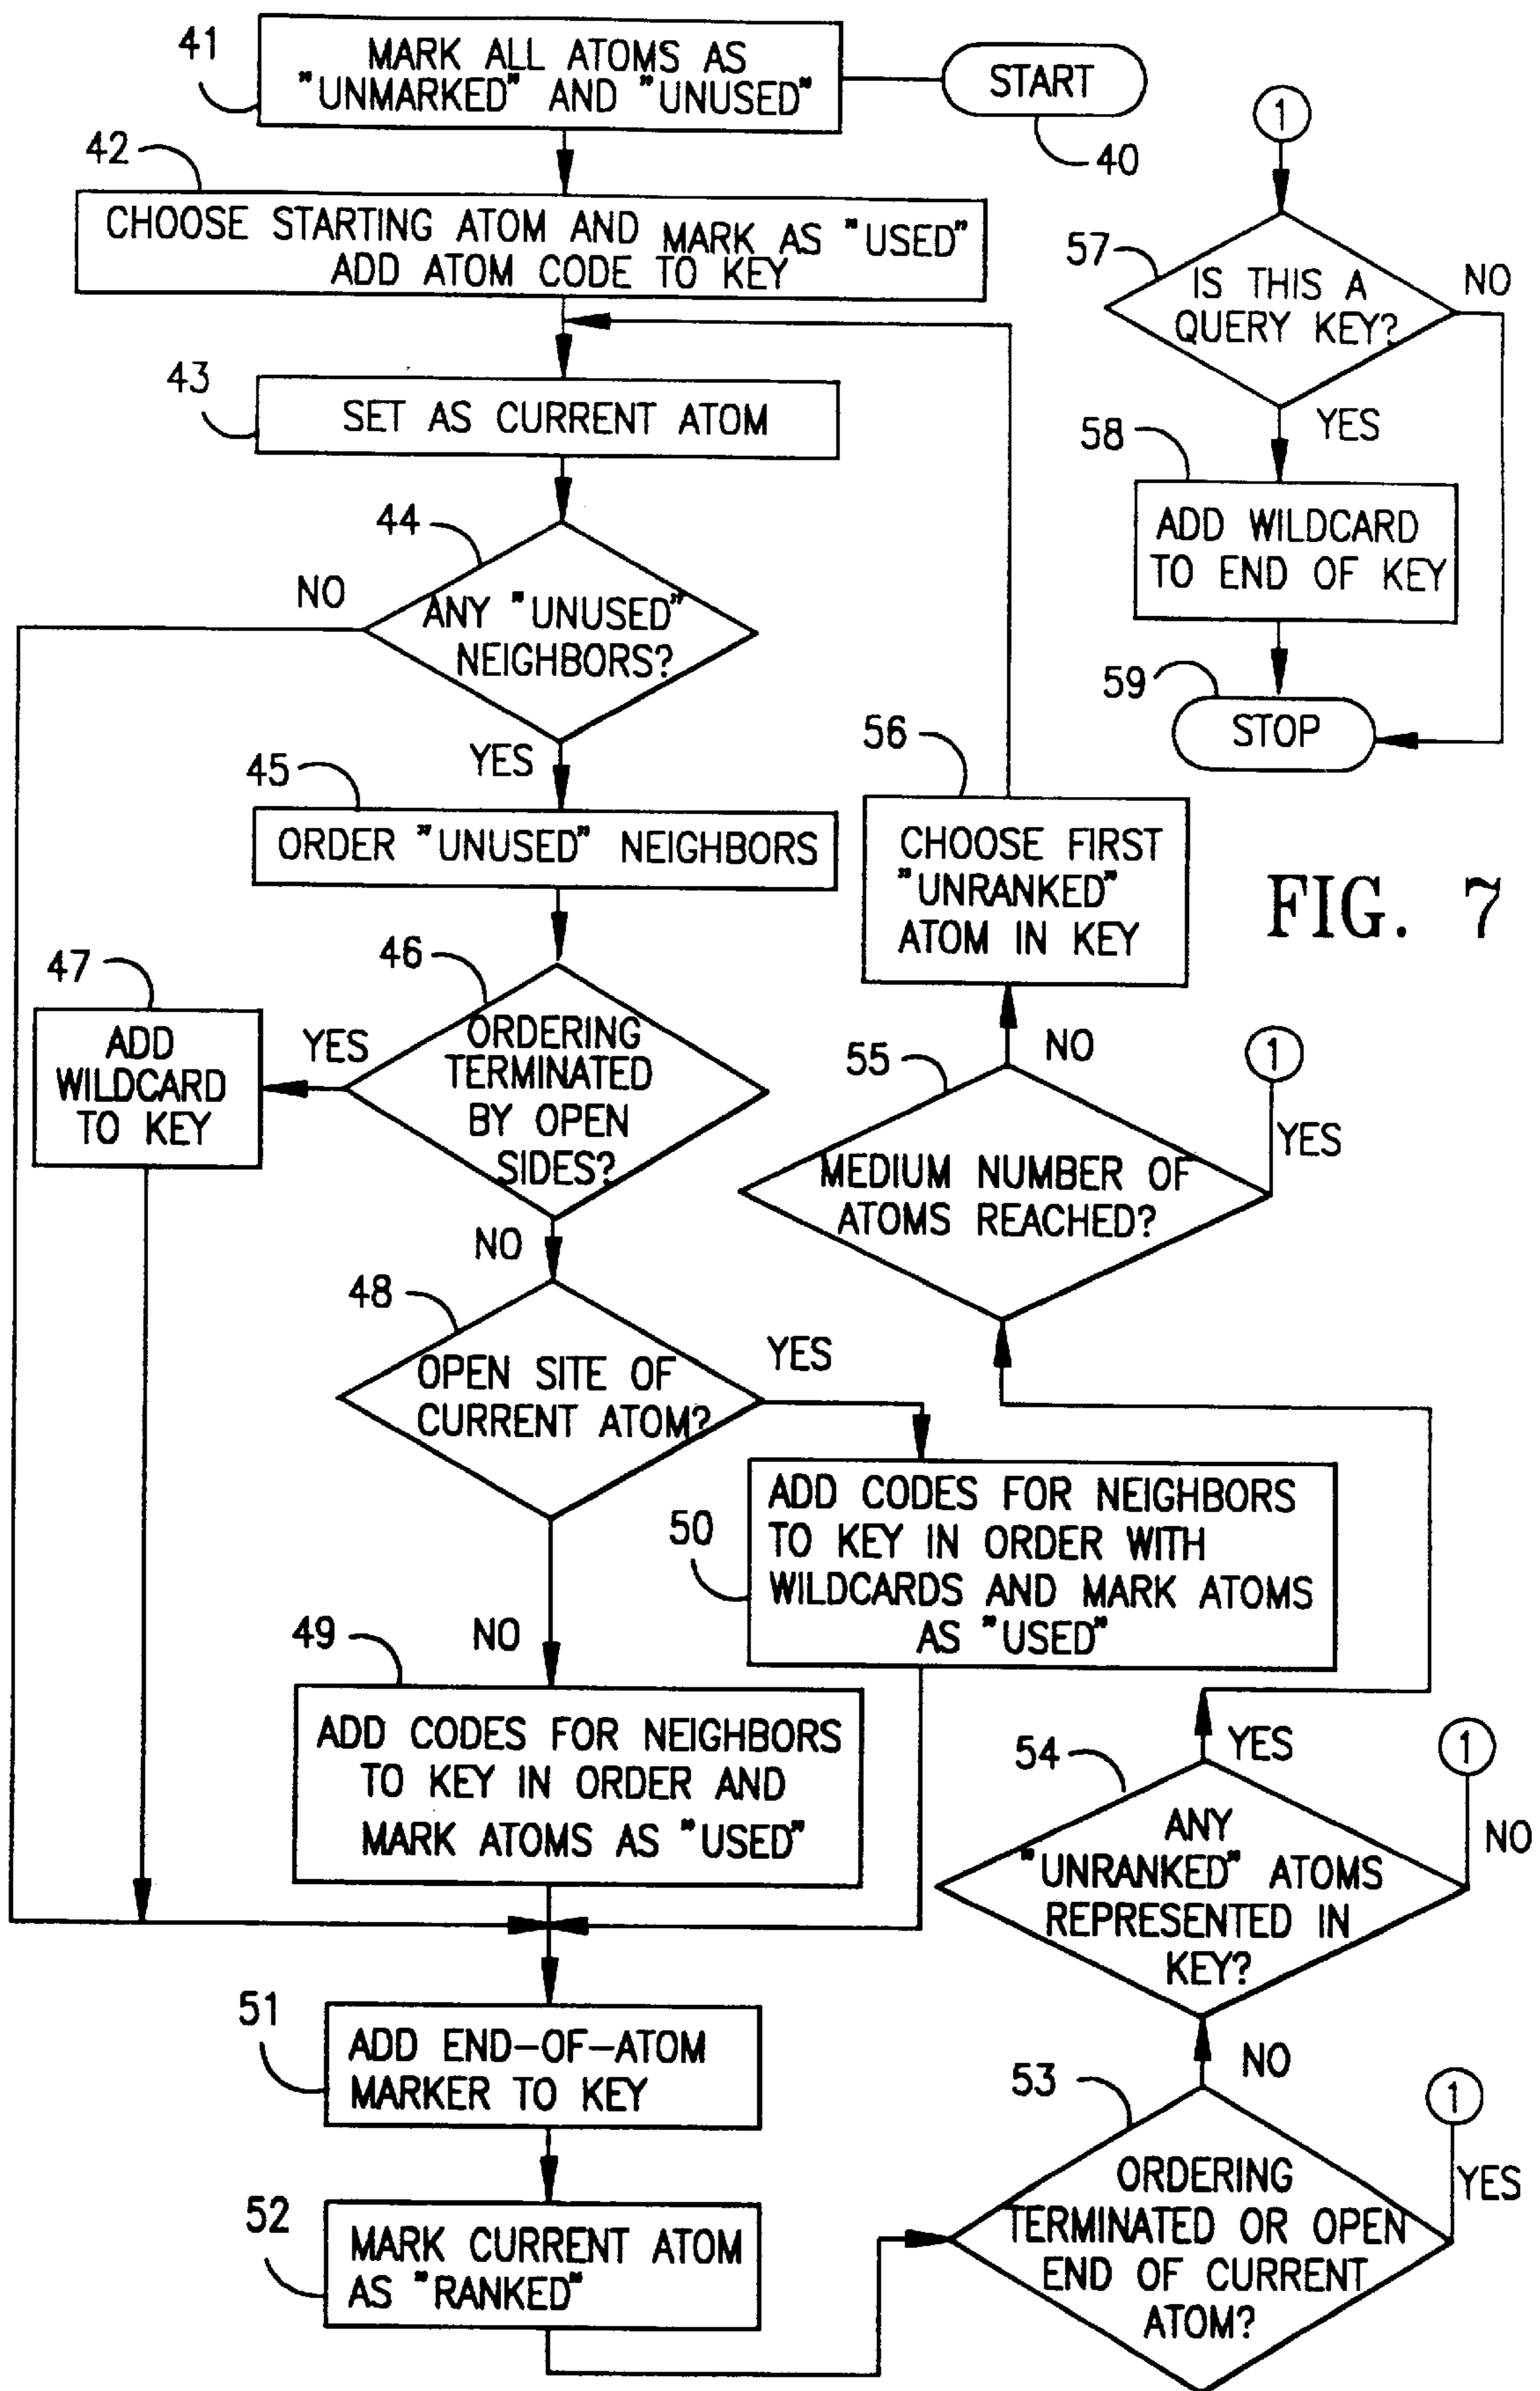 41
MARK ALL ATOMS AS
"UNMARKED" AND "UNUSED"
START
40
42
CHOOSE STARTING ATOM AND MARK AS "USED"
ADD ATOM CODE TO KEY
43
SET AS CURRENT ATOM
44
ANY "UNUSED"
NEIGHBORS?
NO
YES
45
ORDER "UNUSED" NEIGHBORS
46
ORDERING
TERMINATED
BY OPEN
SIDES?
YES
NO
47
ADD
WILDCARD
TO KEY
48
OPEN SITE OF
CURRENT ATOM?
YES
NO
49
ADD CODES FOR NEIGHBORS
TO KEY IN ORDER AND
MARK ATOMS AS "USED"
50
ADD CODES FOR NEIGHBORS
TO KEY IN ORDER WITH
WILDCARDS AND MARK ATOMS
AS "USED"
51
ADD END-OF-ATOM
MARKER TO KEY
52
MARK CURRENT ATOM
AS "RANKED"
53
ORDERING
TERMINATED OR OPEN
END OF CURRENT
ATOM?
YES
1
NO
54
ANY
"UNRANKED" ATOMS
REPRESENTED IN
KEY?
NO
1
YES
55
MEDIUM NUMBER OF
ATOMS REACHED?
YES
1
NO
56
CHOOSE FIRST
"UNRANKED"
ATOM IN KEY
1
57
IS THIS A
QUERY KEY?
NO
YES
58
ADD WILDCARD
TO END OF KEY
59
STOP
FIG. 7